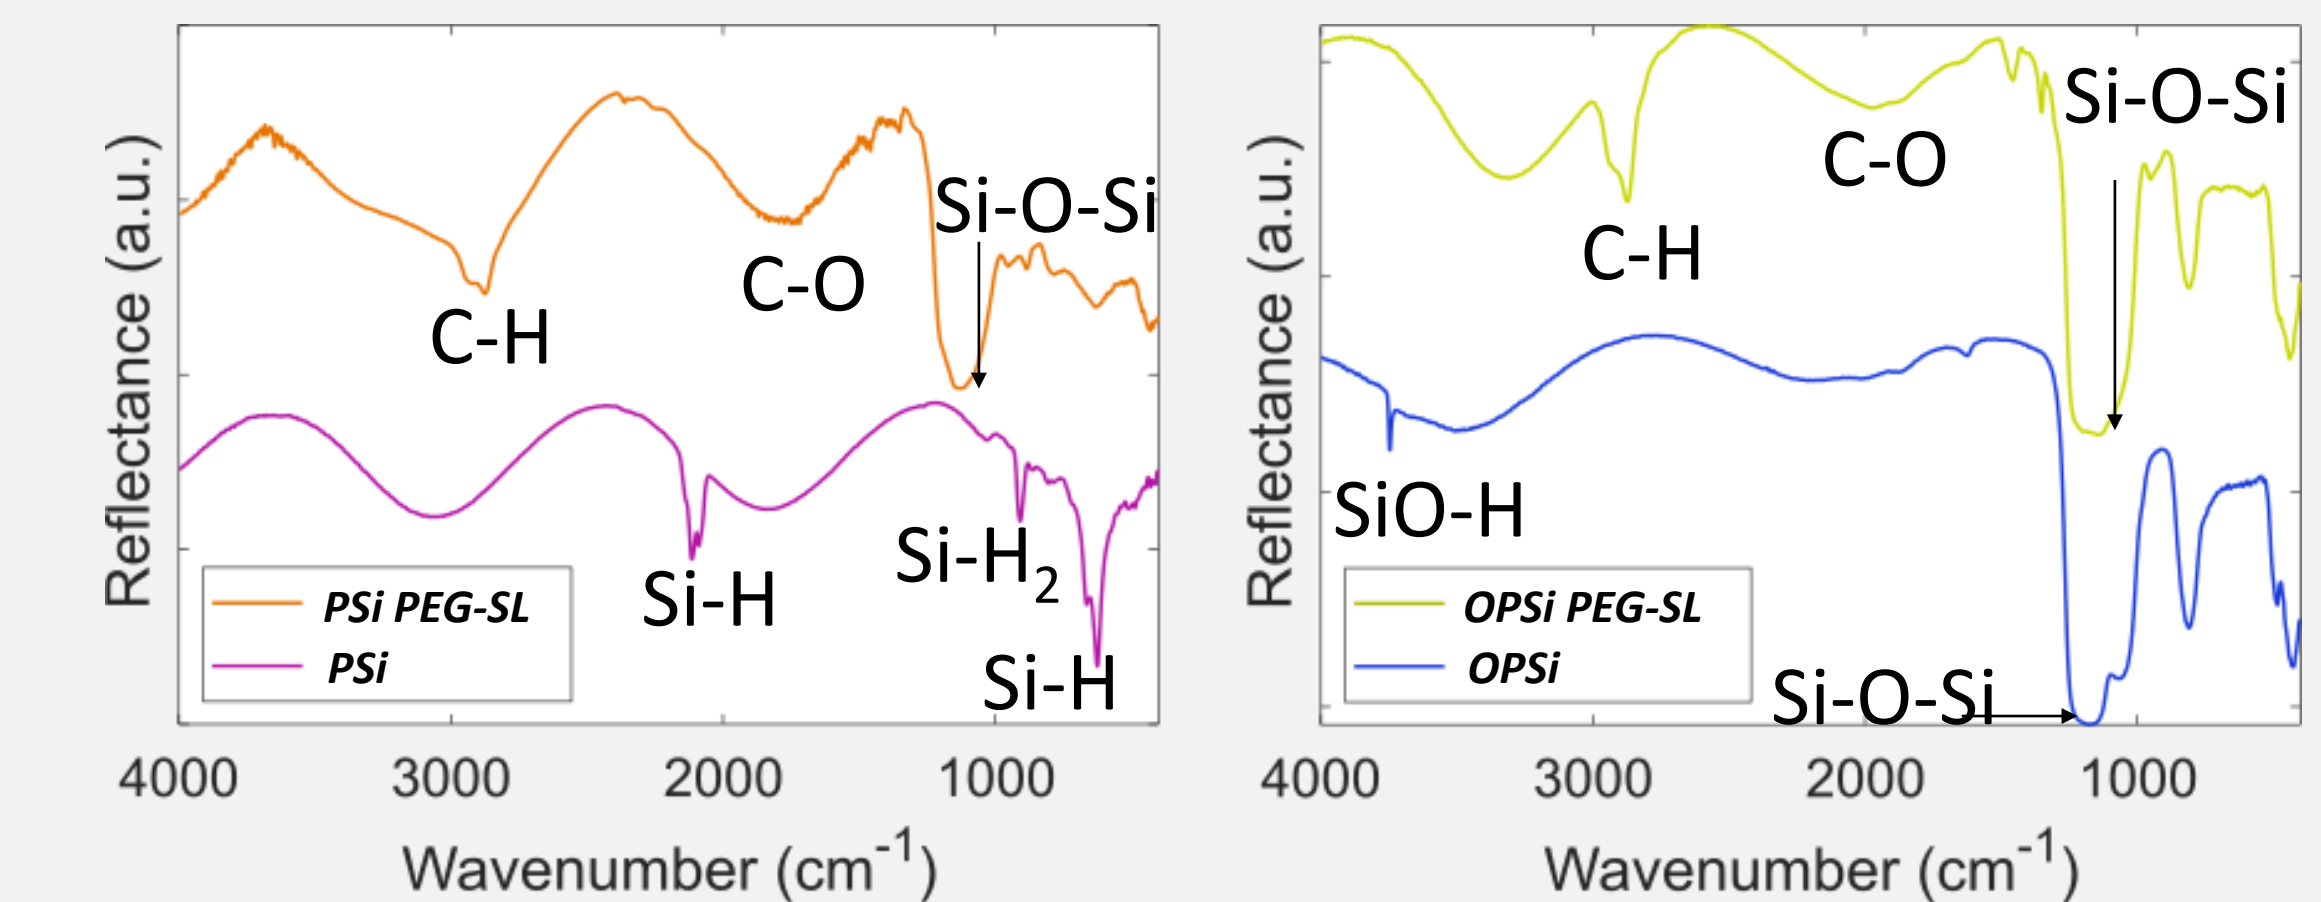 Reflectance (a.u.)
Si-O-Si
C-O
C-H
Si-H
Si-H₂
Si-H
PSi PEG-SL
PSi
4000 3000 2000 1000
Wavenumber (cm⁻¹)
Reflectance (a.u.)
Si-O-Si
C-O
C-H
SiO-H
OPSi PEG-SL
OPSi
Si-O-Si
4000 3000 2000 1000
Wavenumber (cm⁻¹)